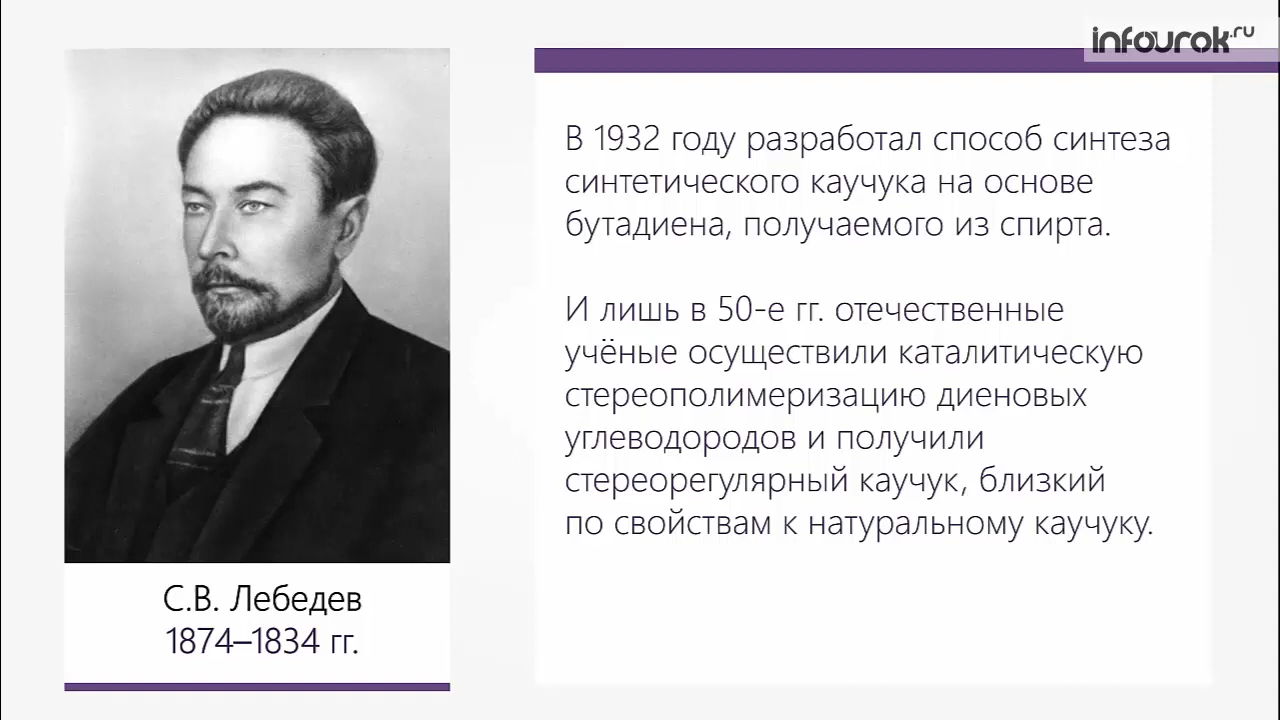 infourok.ru
В 1932 году разработал способ синтеза
синтетического каучука на основе
бутадиена, получаемого из спирта.
И лишь в 50-е гг. отечественные
учёные осуществили каталитическую
стереополимеризацию диеновых
углеводородов и получили
стереорегулярный каучук, близкий
по свойствам к натуральному каучуку.
С.В. Лебедев
1874–1834 гг.